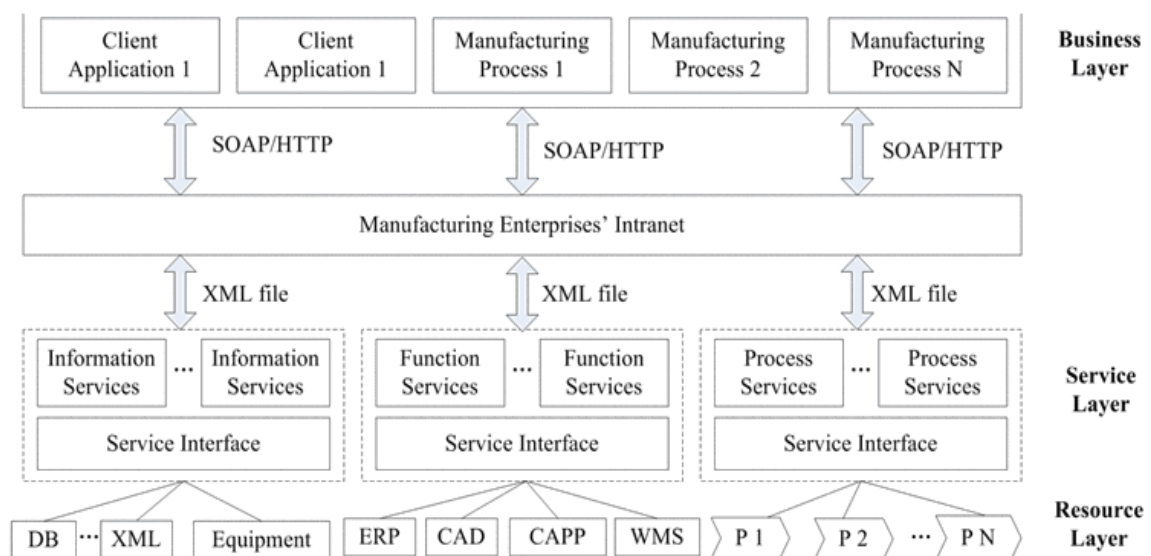 Client
Application 1
Client
Application 1
Manufacturing
Process 1
Manufacturing
Process 2
Manufacturing
Process N
Business
Layer
SOAP/HTTP
SOAP/HTTP
SOAP/HTTP
Manufacturing Enterprises’ Intranet
XML file
XML file
XML file
Information
Services
...
Information
Services
Function
Services
...
Function
Services
Process
Services
...
Process
Services
Service Interface
Service Interface
Service Interface
Service
Layer
DB
...
XML
Equipment
ERP
CAD
CAPP
WMS
P 1
P 2
...
P N
Resource
Layer